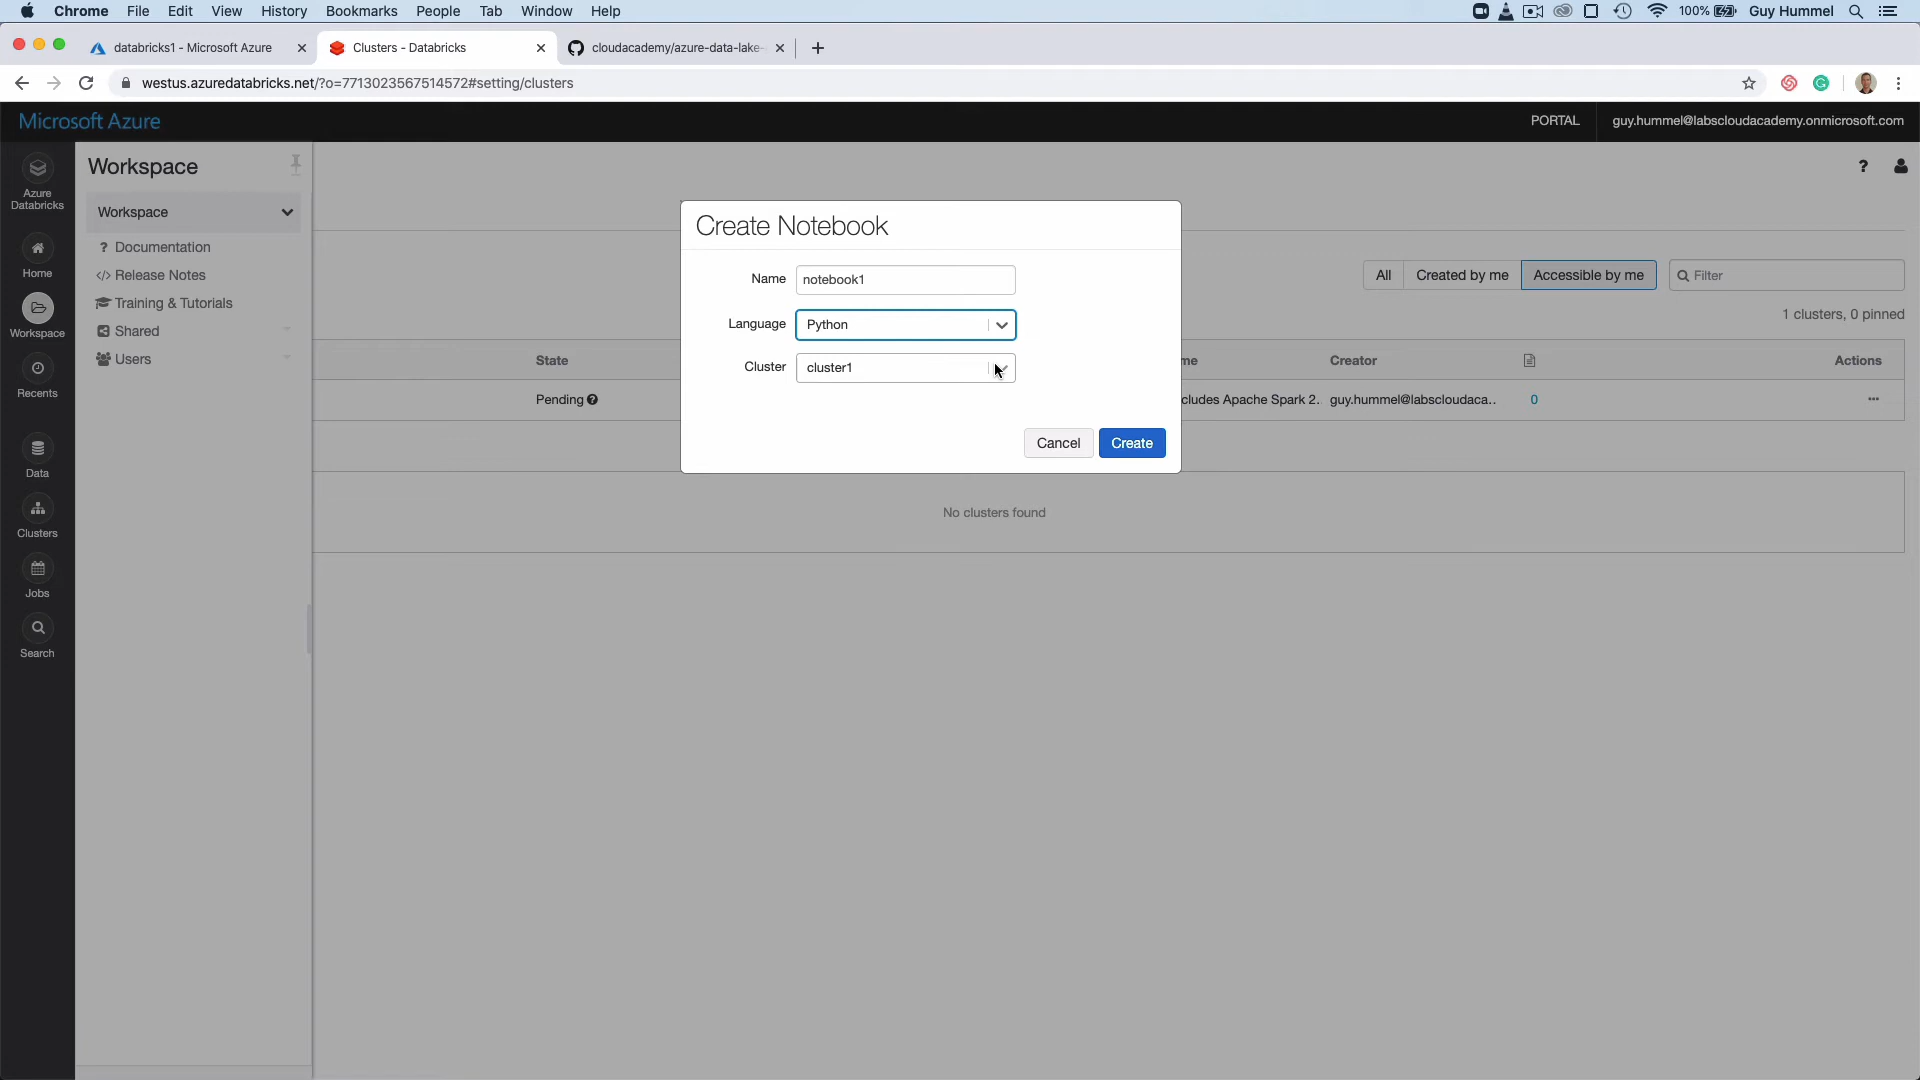 Chrome File Edit View History Bookmarks People Tab Window Help 100% Guy Hummel
databricks1 - Microsoft Azure Clusters - Databricks cloudacademy/azure-data-lake-
westus.azuredatabricks.net/?o=7713023567514572#setting/clusters
Microsoft Azure PORTAL guy.hummel@labscloudacademy.onmicrosoft.com
Azure
Databricks
Home
Workspace
Recents
Data
Clusters
Jobs
Search
Workspace
Workspace
? Documentation
</> Release Notes
Training & Tutorials
Shared
Users
?
Create Notebook
Name notebook1
Language Python
Cluster cluster1
Cancel Create
All Created by me Accessible by me Filter
1 clusters, 0 pinned
State me Creator Actions
Pending ? cludes Apache Spark 2.. guy.hummel@labscloudaca.. 0 ...
No clusters found